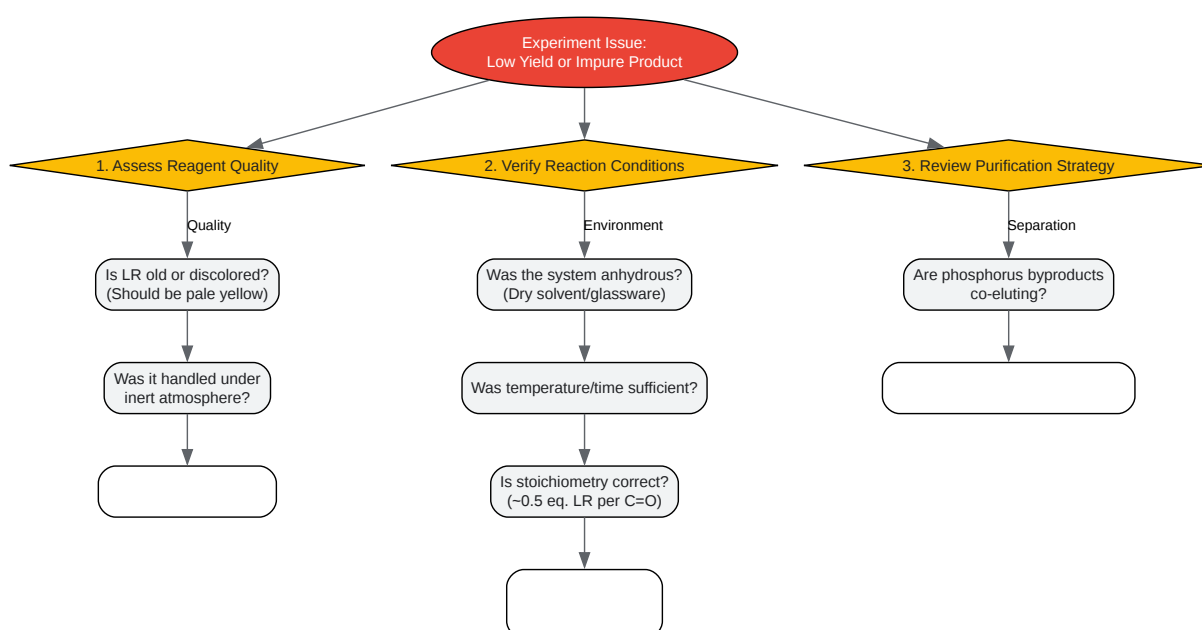 Experiment Issue:
Low Yield or Impure Product
1. Assess Reagent Quality
2. Verify Reaction Conditions
3. Review Purification Strategy
Quality
Environment
Separation
Is LR old or discolored?
(Should be pale yellow)
Was the system anhydrous?
(Dry solvent/glassware)
Are phosphorus byproducts
co-eluting?
Was it handled under
inert atmosphere?
Was temperature/time sufficient?
Is stoichiometry correct?
(~0.5 eq. LR per C=O)